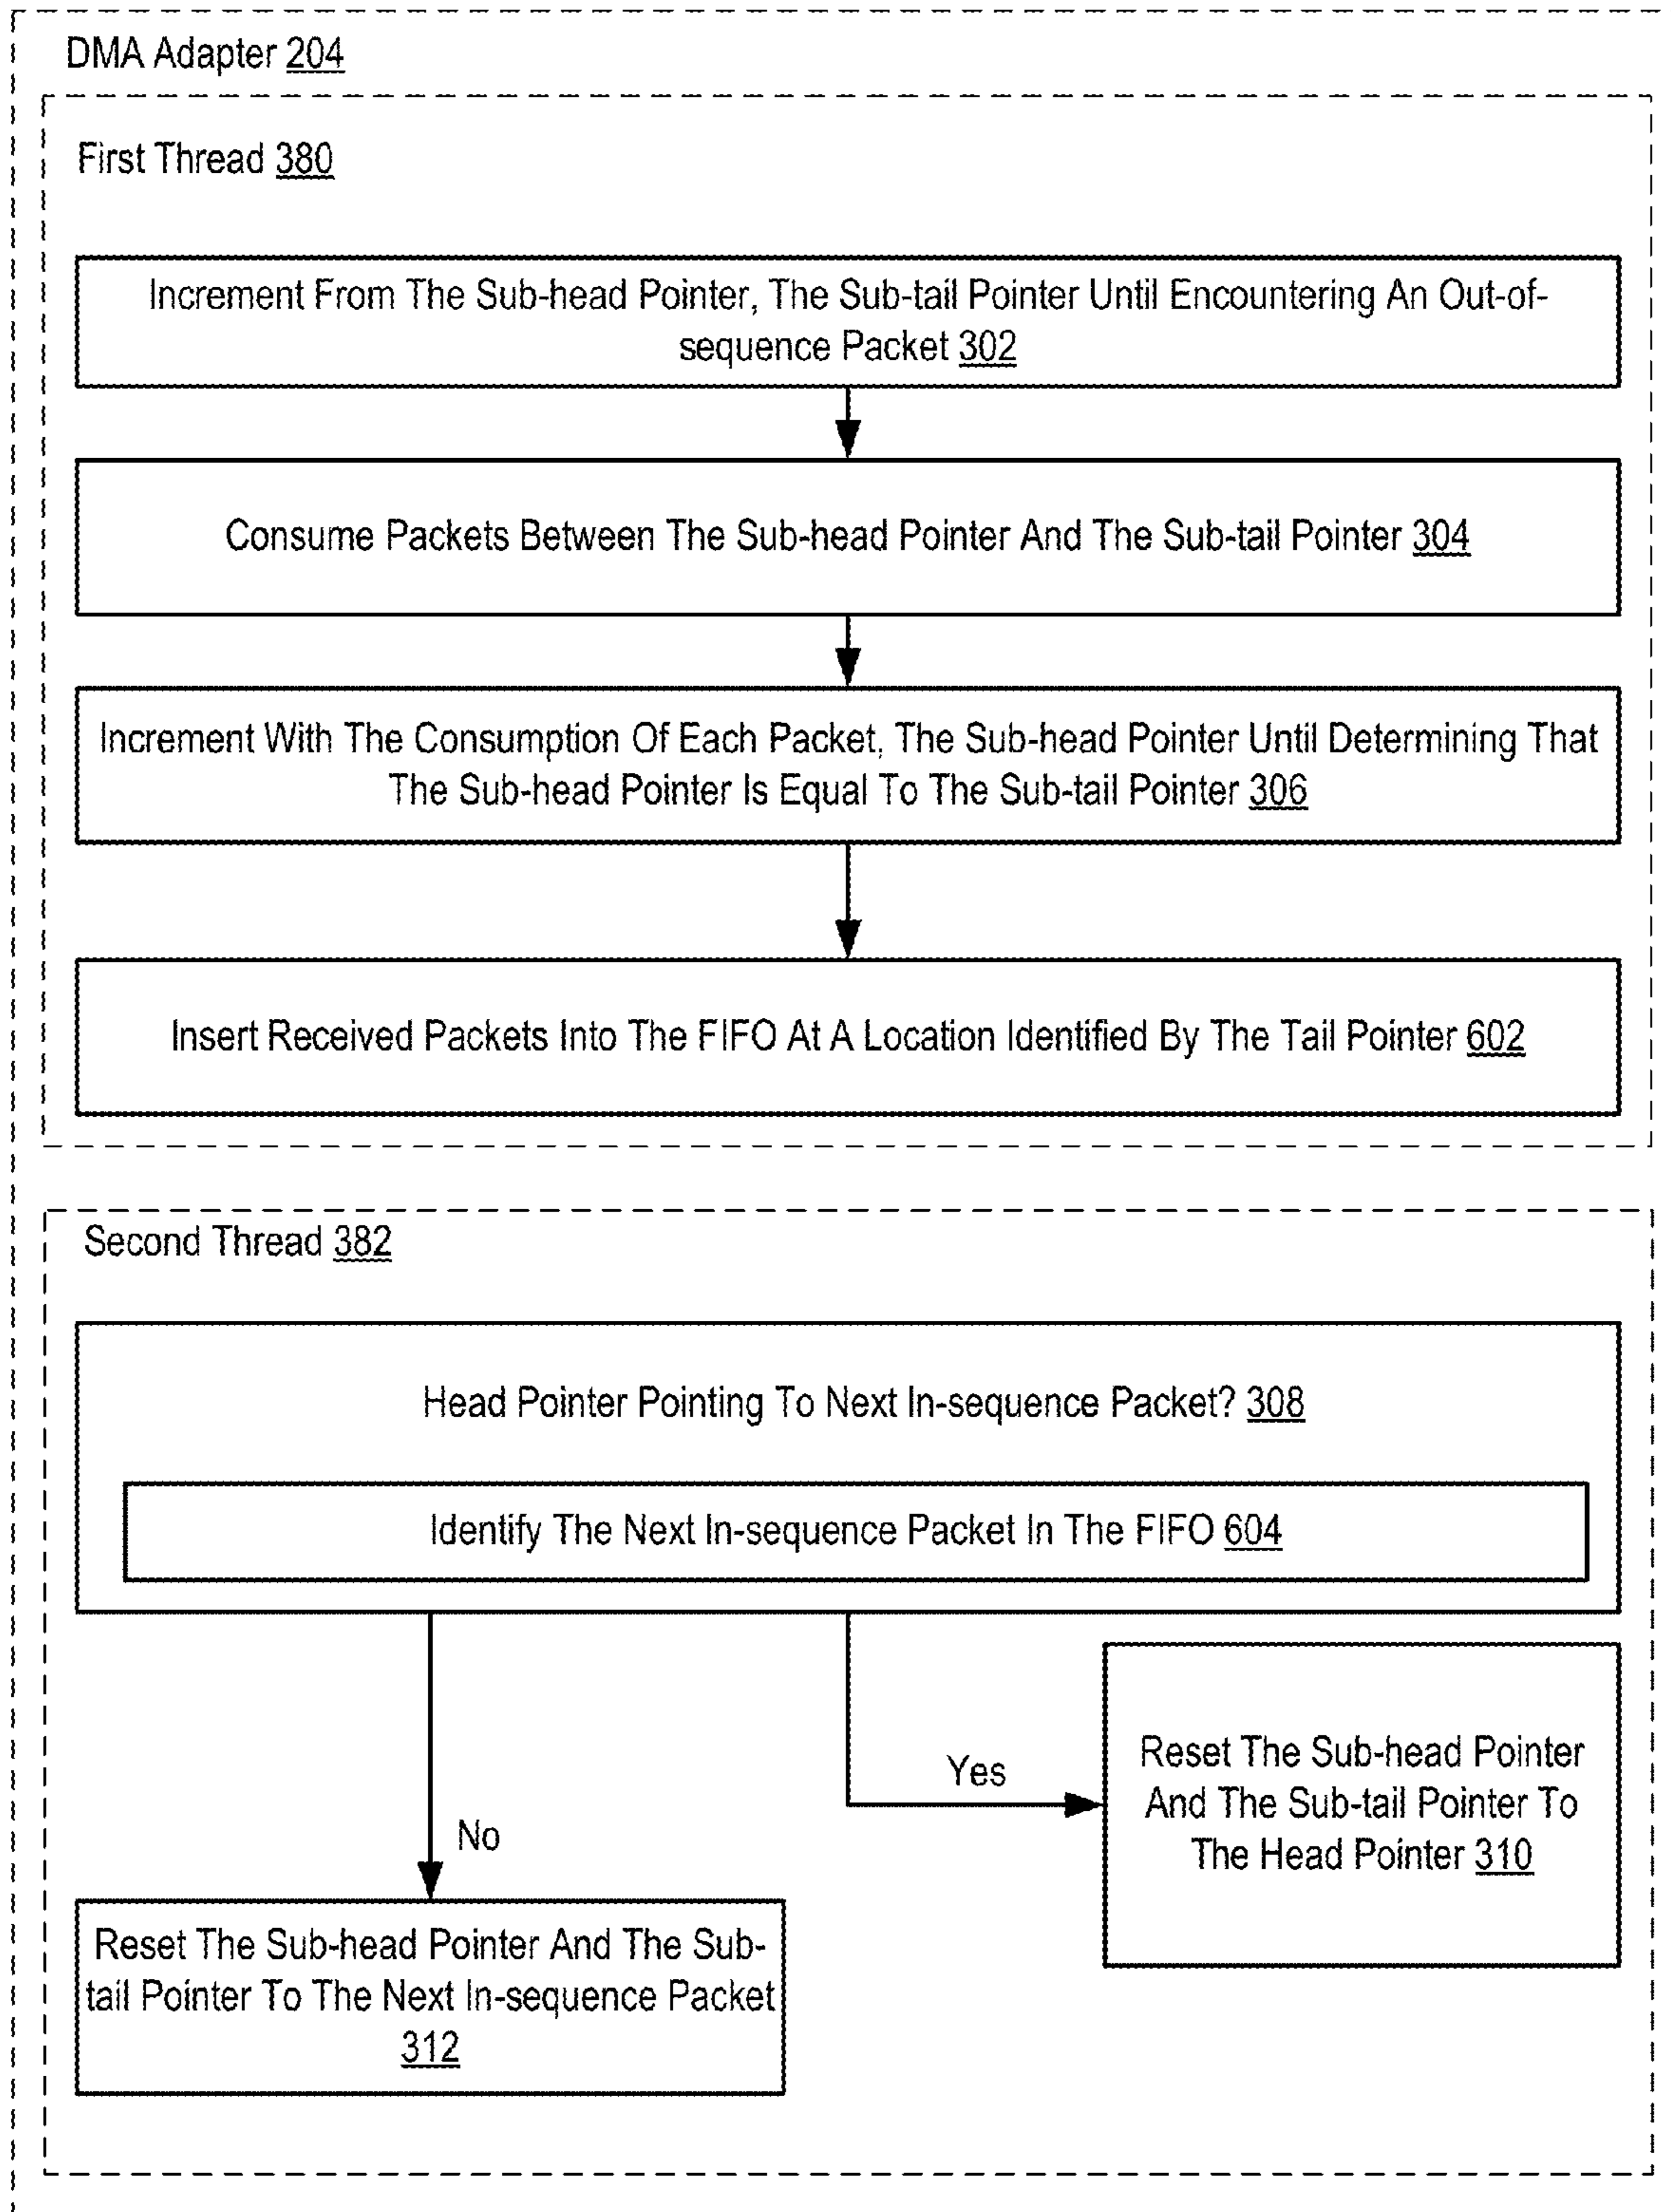 DMA Adapter 204
First Thread 380
Increment From The Sub-head Pointer, The Sub-tail Pointer Until Encountering An Out-of-
sequence Packet 302
Consume Packets Between The Sub-head Pointer And The Sub-tail Pointer 304
Increment With The Consumption Of Each Packet, The Sub-head Pointer Until Determining That
The Sub-head Pointer Is Equal To The Sub-tail Pointer 306
Insert Received Packets Into The FIFO At A Location Identified By The Tail Pointer 602
Second Thread 382
Head Pointer Pointing To Next In-sequence Packet? 308
Identify The Next In-sequence Packet In The FIFO 604
Yes
Reset The Sub-head Pointer
And The Sub-tail Pointer To
The Head Pointer 310
No
Reset The Sub-head Pointer And The Sub-
tail Pointer To The Next In-sequence Packet
312